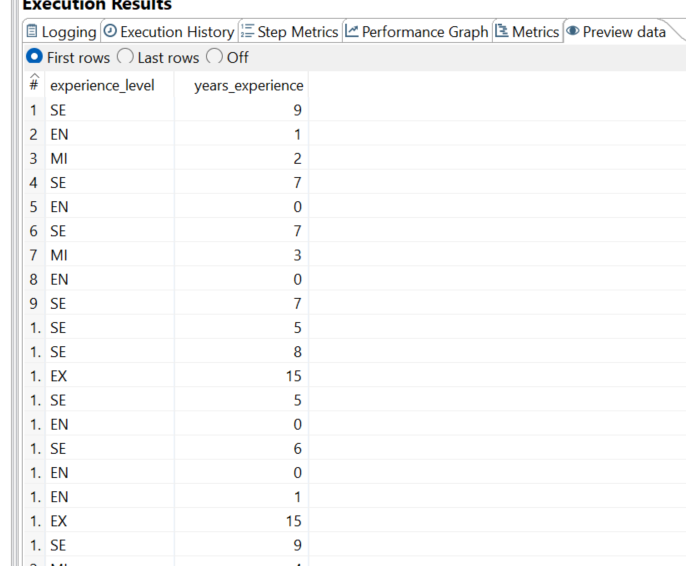 Execution Results
Logging Execution History Step Metrics Performance Graph Metrics Preview data
First rows Last rows Off
# experience_level years_experience
1 SE 9
2 EN 1
3 MI 2
4 SE 7
5 EN 0
6 SE 7
7 MI 3
8 EN 0
9 SE 7
1. SE 5
1. SE 8
1. EX 15
1. SE 5
1. EN 0
1. SE 6
1. EN 0
1. EN 1
1. EX 15
1. SE 9